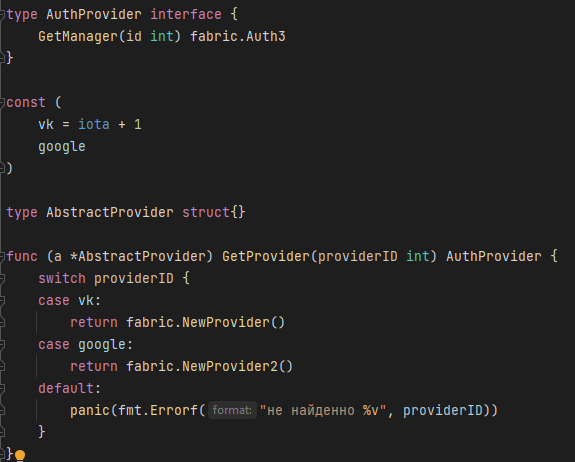 type AuthProvider interface {
    GetManager(id int) fabric.Auth3
}
const (
    vk = iota + 1
    google
)
type AbstractProvider struct{}
func (a *AbstractProvider) GetProvider(providerID int) AuthProvider {
    switch providerID {
    case vk:
        return fabric.NewProvider()
    case google:
        return fabric.NewProvider2()
    default:
        panic(fmt.Errorf( format: "не найденно %v", providerID))
    }
}